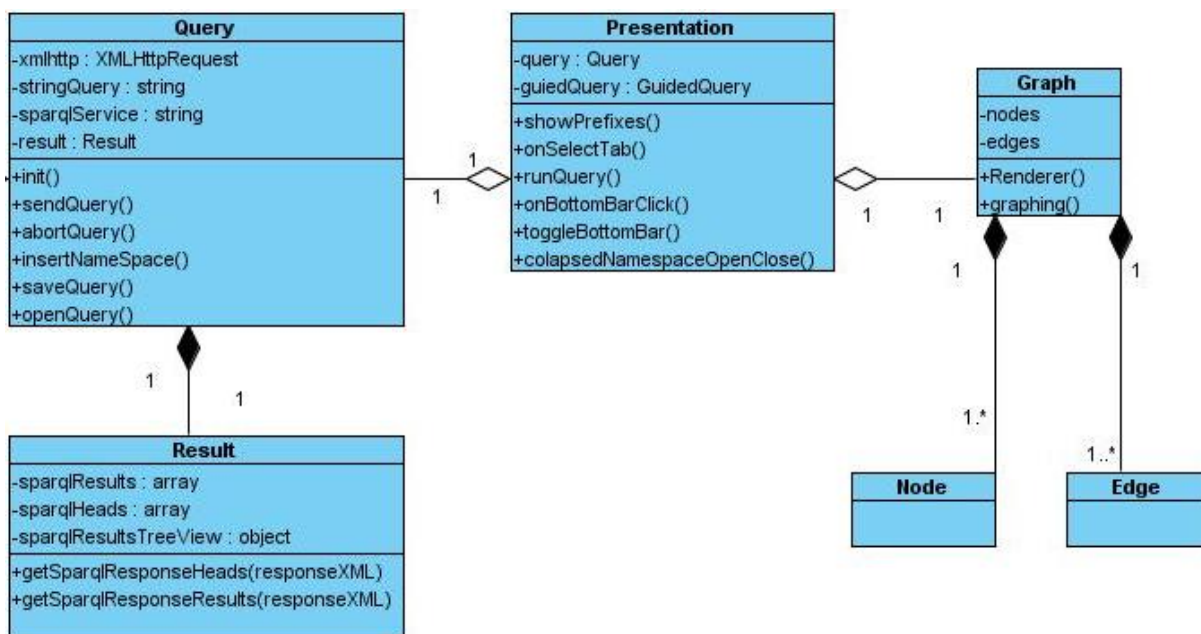 Query
-xmlhttp : XMLHttpRequest
-stringQuery : string
-sparqlService : string
-result : Result
+init()
+sendQuery()
+abortQuery()
+insertNameSpace()
+saveQuery()
+openQuery()
1
1
Presentation
-query : Query
-guiedQuery : GuidedQuery
+showPrefixes()
+onSelectTab()
+runQuery()
+onBottomBarClick()
+toggleBottomBar()
+colapsedNamespaceOpenClose()
1
1
Graph
-nodes
-edges
+Renderer()
+graphing()
1
1
1
1
Result
-sparqlResults : array
-sparqlHeads : array
-sparqlResultsTreeView : object
+getSparqlResponseHeads(responseXML)
+getSparqlResponseResults(responseXML)
1.*
1..*
Node
Edge